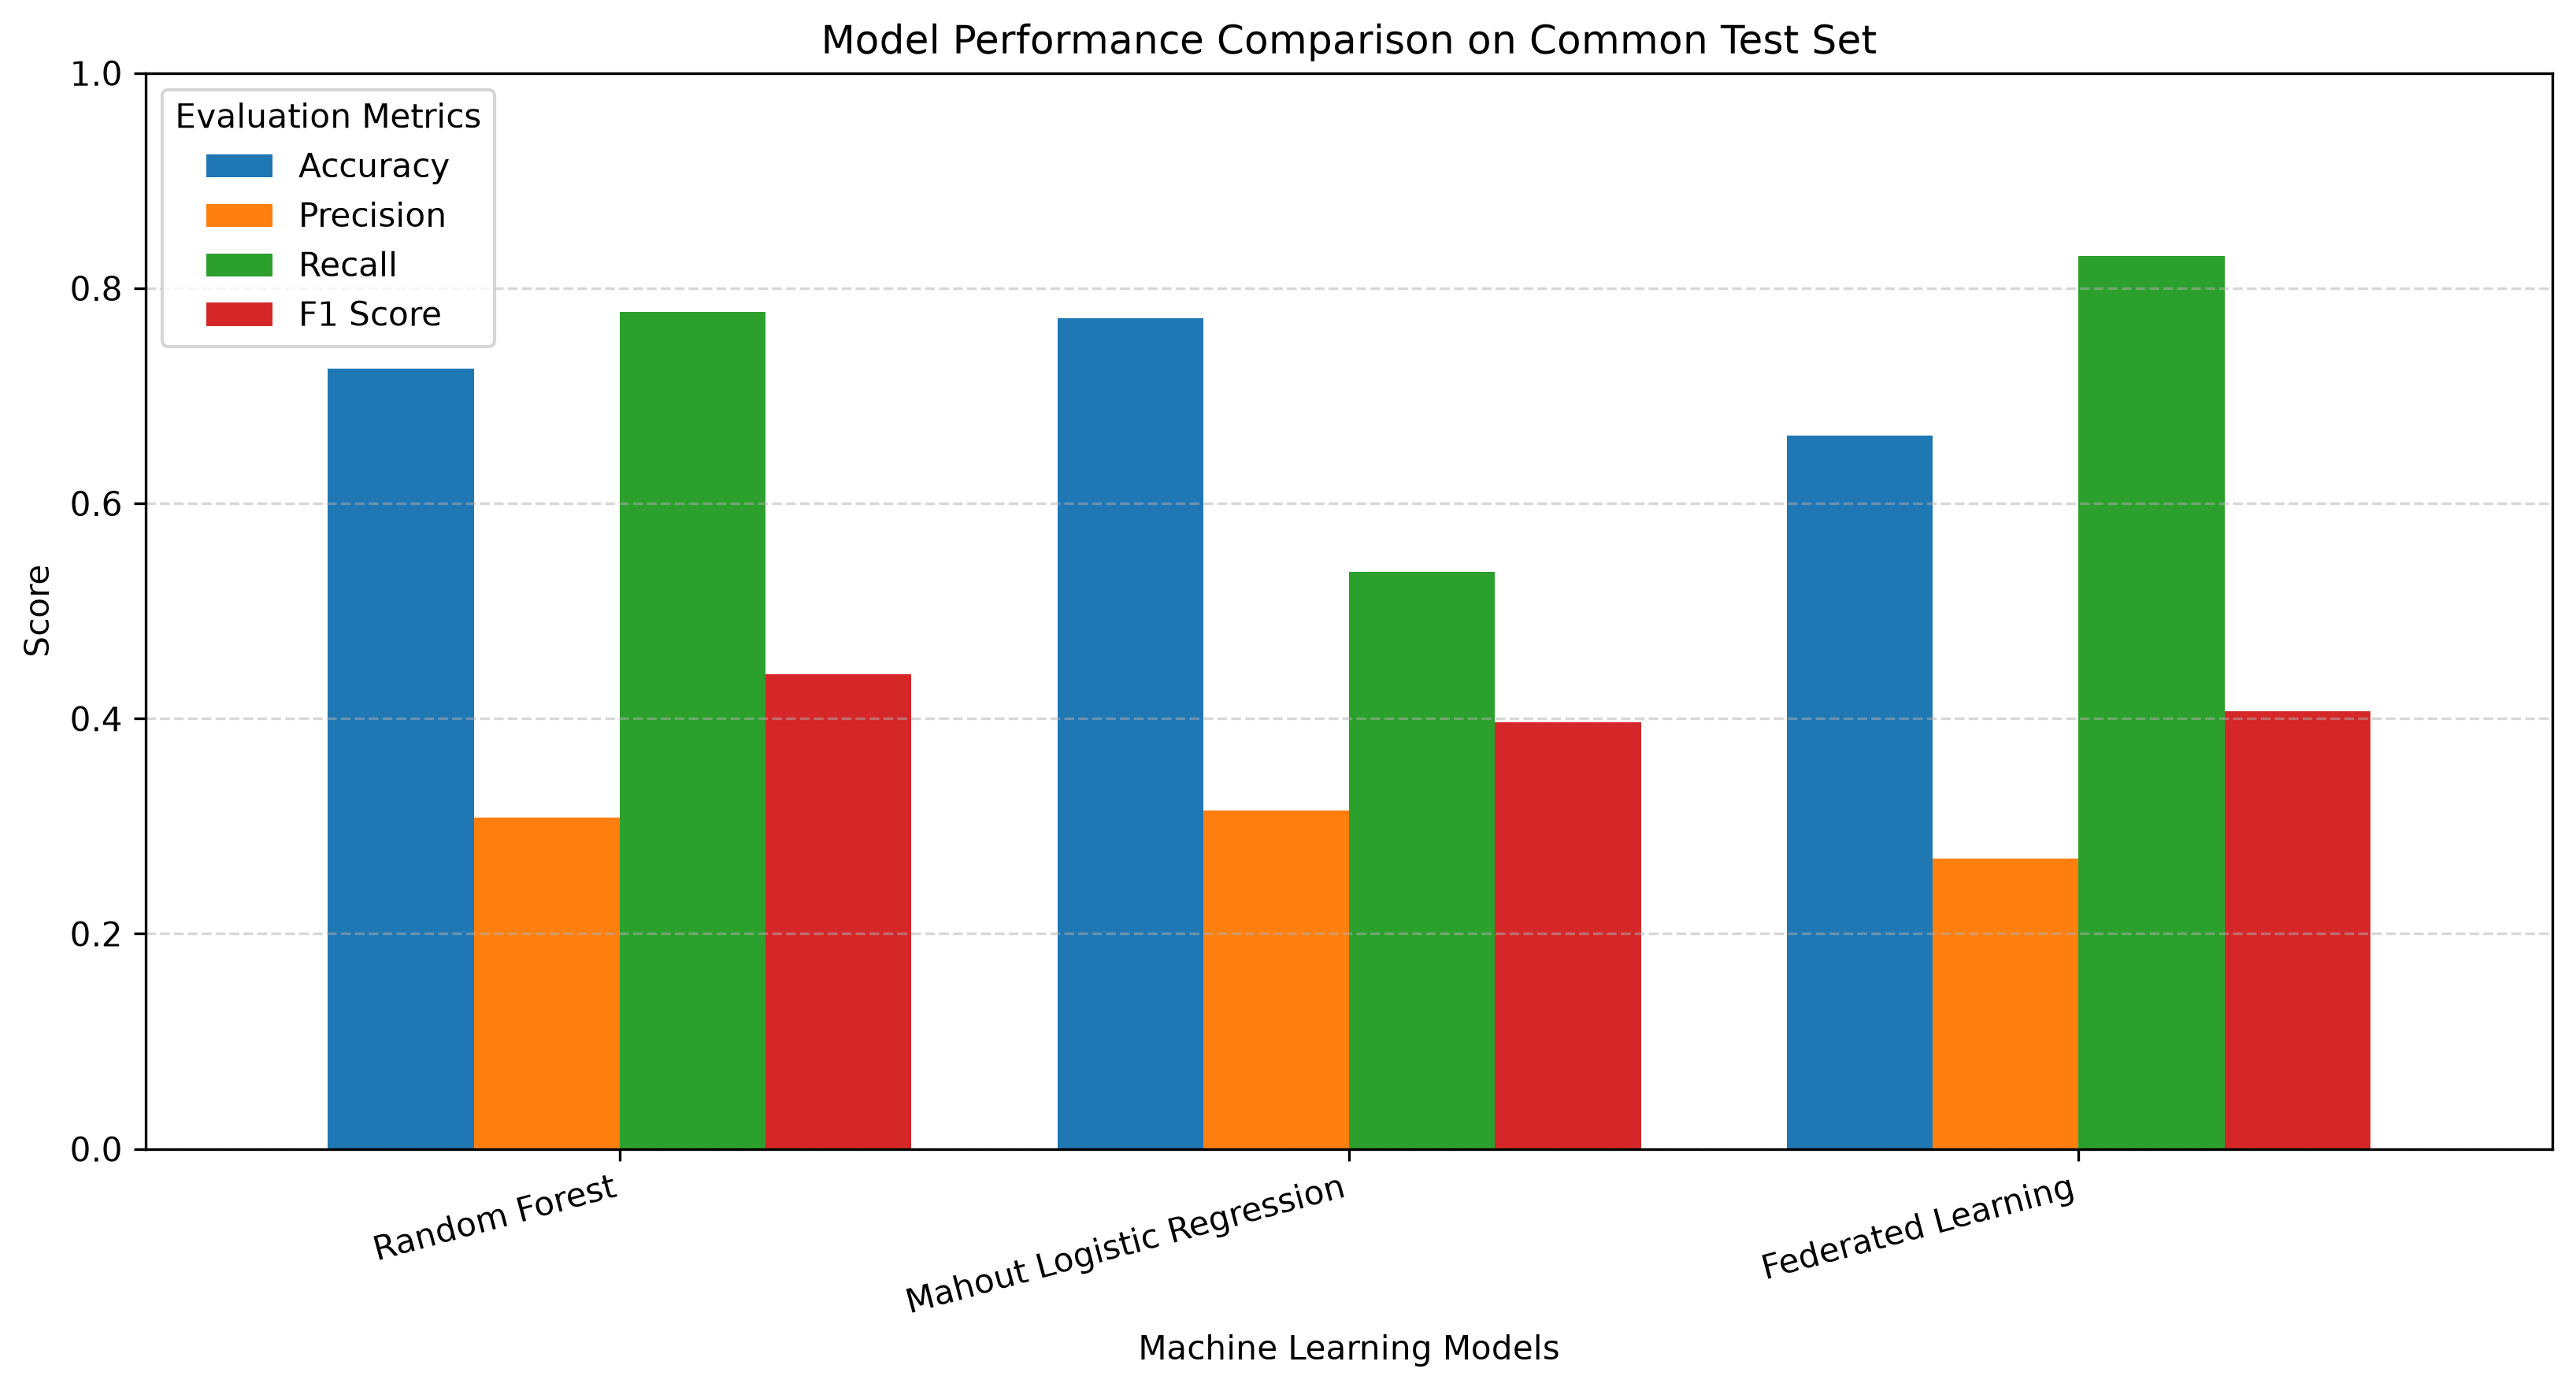 Model Performance Comparison on Common Test Set
Evaluation Metrics
Accuracy
Precision
Recall
F1 Score
1.0
0.8
0.6
0.4
0.2
0.0
Score
Random Forest
Mahout Logistic Regression
Federated Learning
Machine Learning Models